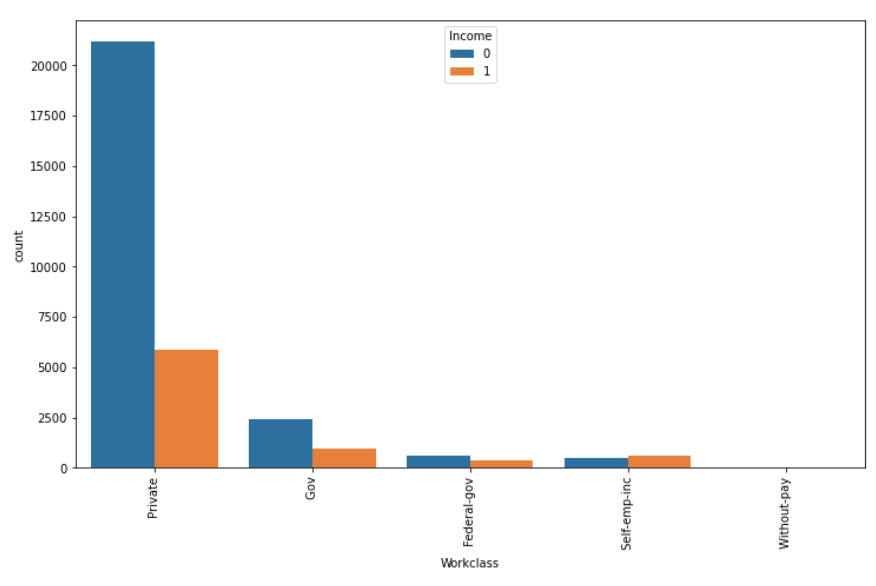 Income
0
1
20000
17500
15000
12500
10000
7500
5000
2500
0
count
Private
Gov
Federal-gov
Self-emp-inc
Without-pay
Workclass